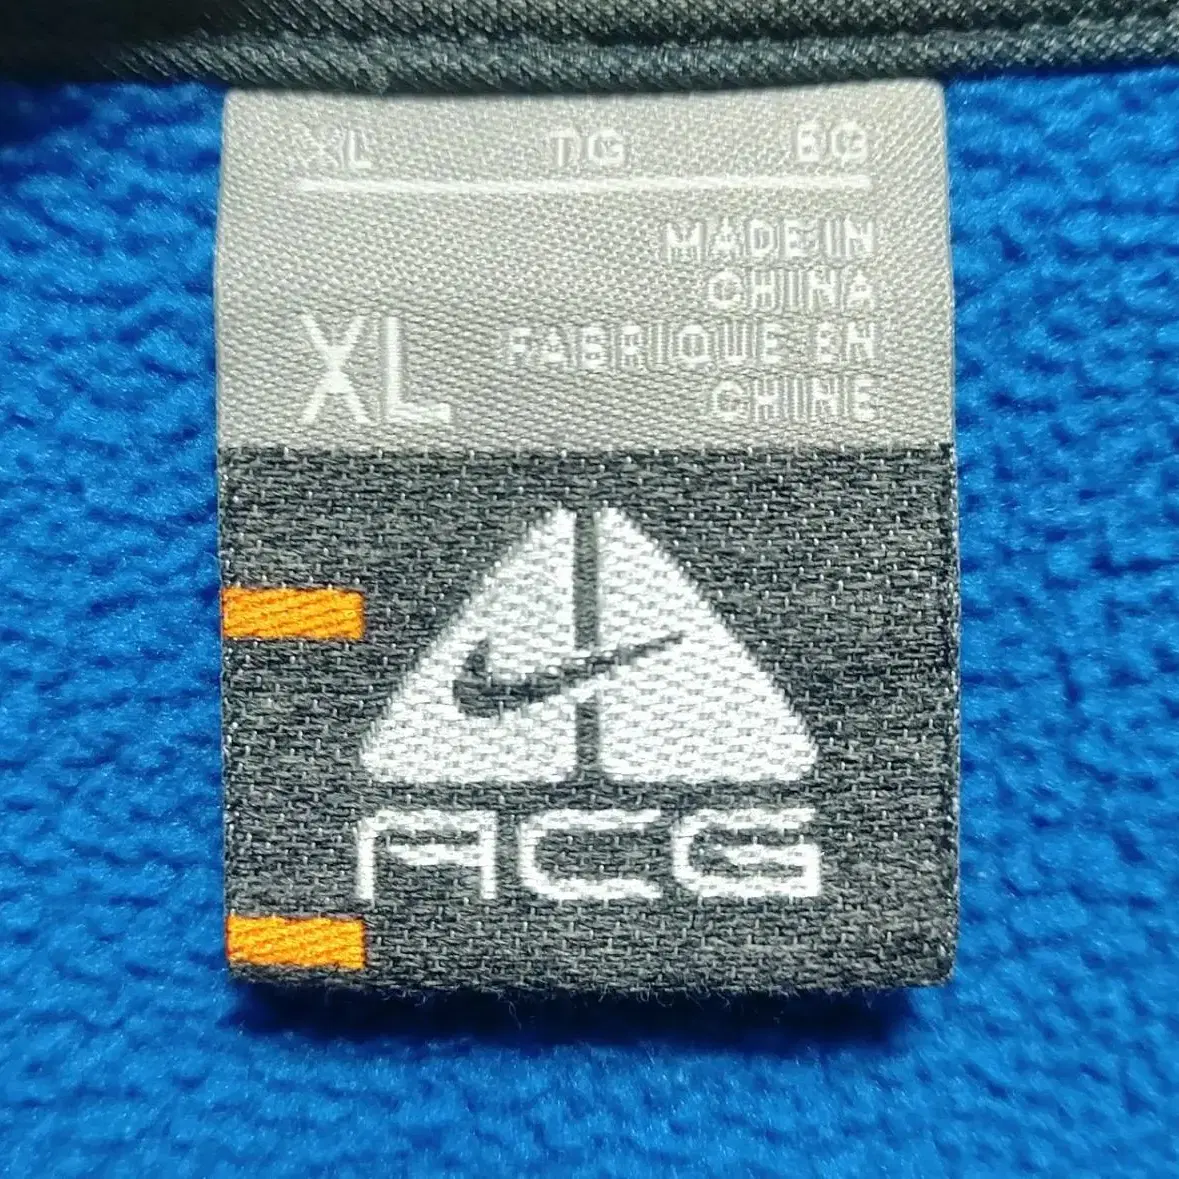 XL TG EG
MADE IN
CHINA
XL
FABRIQUE EN
CHINE
ACG